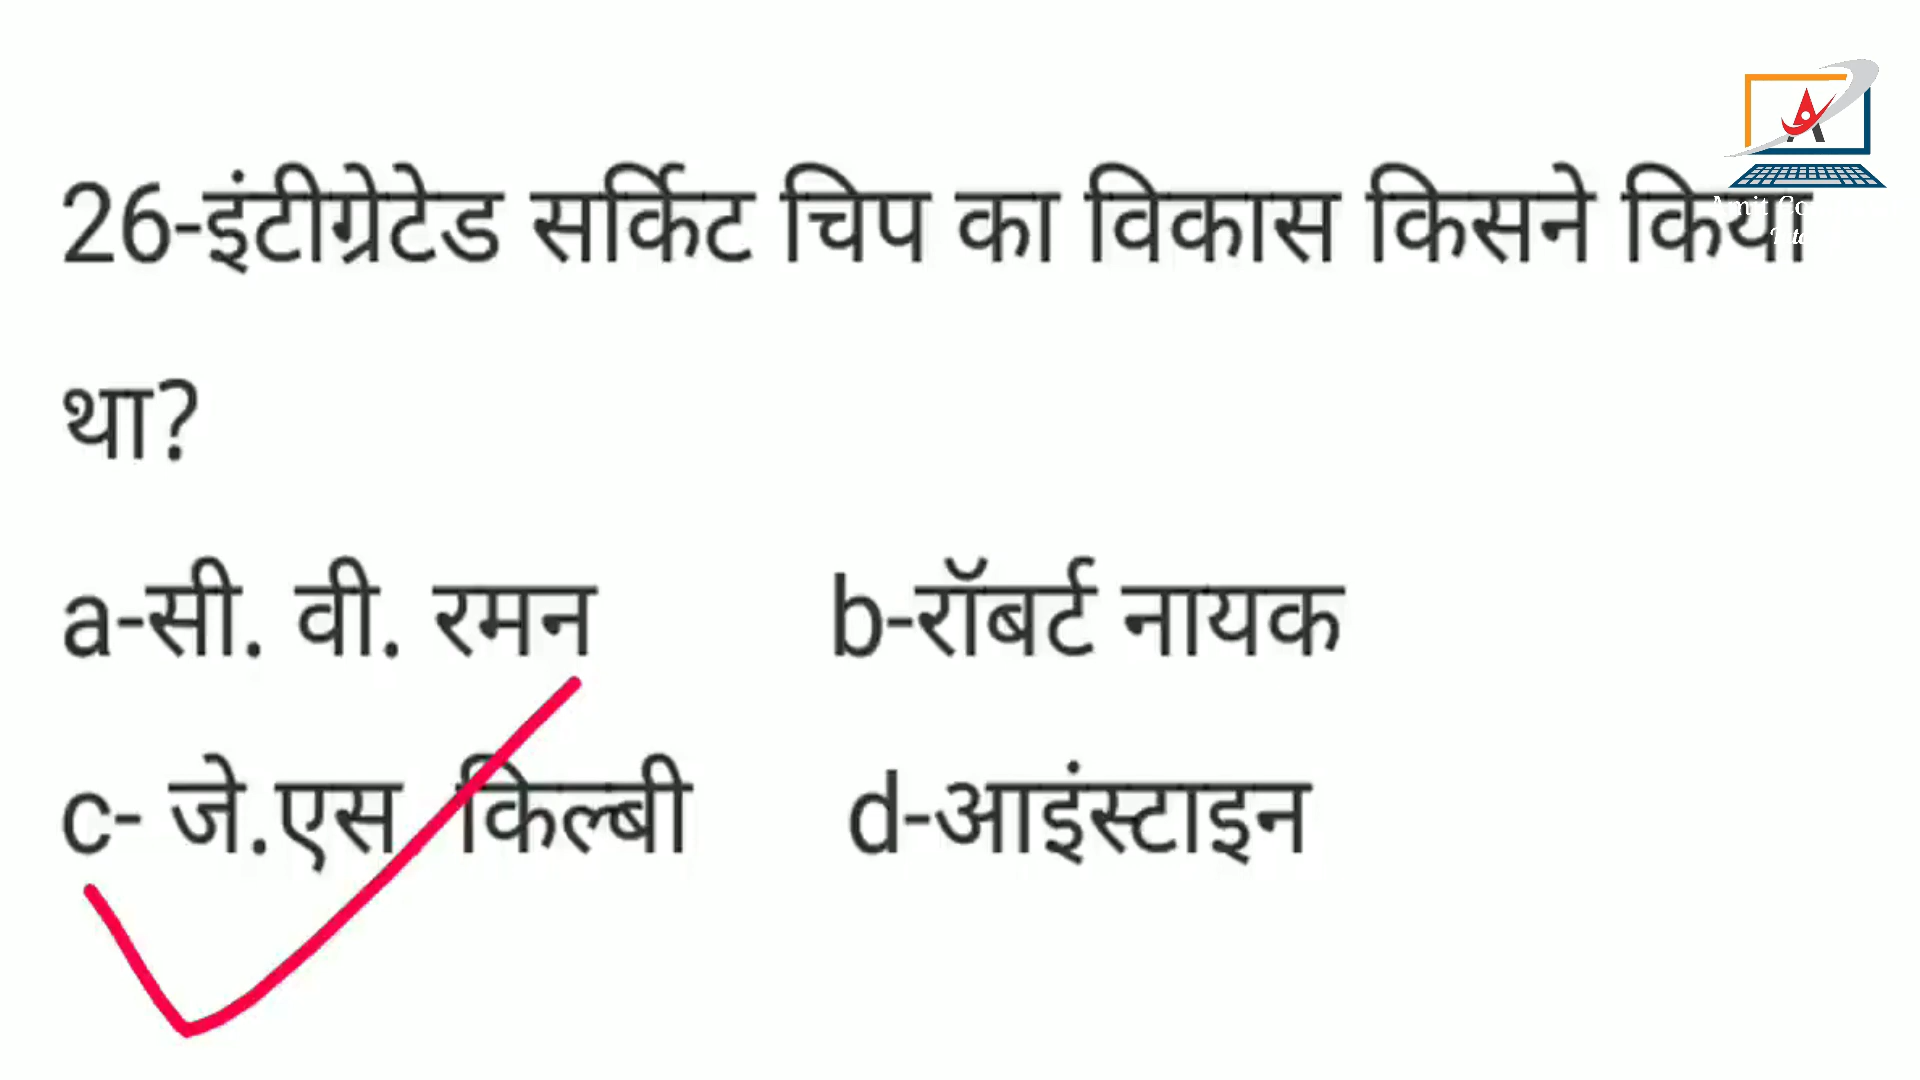 26-इंटीग्रेटेड सर्किट चिप का विकास किसने किया
था?
a-सी. वी. रमन b-रॉबर्ट नायक
c- जे.एस किल्बी d-आइंस्टाइन